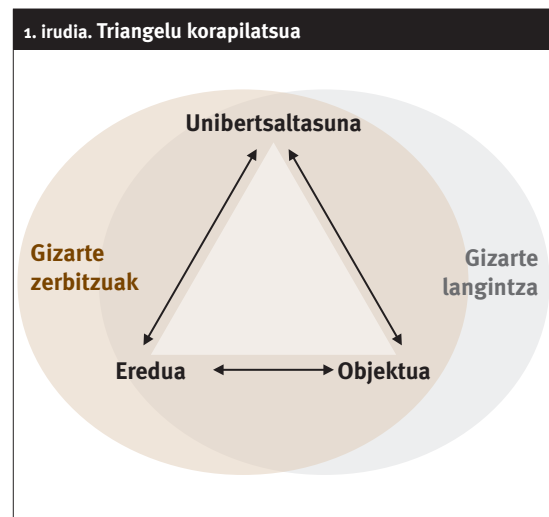 1. irudia. Triangelu korapilatsua
Unibertsaltasuna
Gizarte
zerbitzuak
Gizarte
langintza
Eredua
Objektua